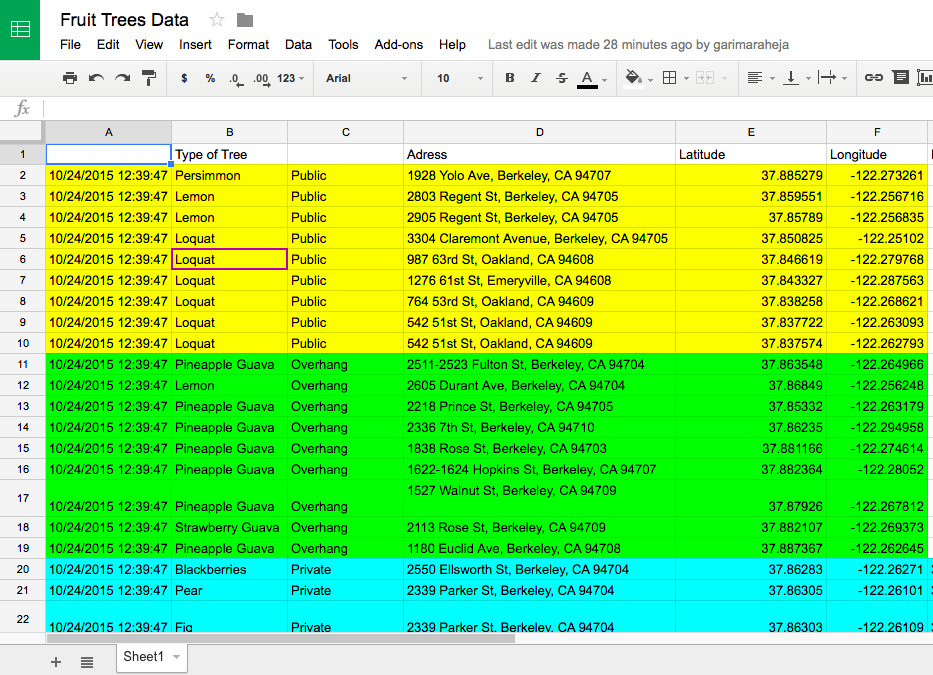 Fruit Trees Data
File Edit View Insert Format Data Tools Add-ons Help Last edit was made 28 minutes ago by garimaraheja
$ % .0 .00 123 Arial 10 B I S A
fx
A B C D E F
1 Type of Tree Adress Latitude Longitude
2 10/24/2015 12:39:47 Persimmon Public 1928 Yolo Ave, Berkeley, CA 94707 37.885279 -122.273261
3 10/24/2015 12:39:47 Lemon Public 2803 Regent St, Berkeley, CA 94705 37.859551 -122.256716
4 10/24/2015 12:39:47 Lemon Public 2905 Regent St, Berkeley, CA 94705 37.85789 -122.256835
5 10/24/2015 12:39:47 Loquat Public 3304 Claremont Avenue, Berkeley, CA 94705 37.850825 -122.25102
6 10/24/2015 12:39:47 Loquat Public 987 63rd St, Oakland, CA 94608 37.846619 -122.279768
7 10/24/2015 12:39:47 Loquat Public 1276 61st St, Emeryville, CA 94608 37.843327 -122.287563
8 10/24/2015 12:39:47 Loquat Public 764 53rd St, Oakland, CA 94609 37.838258 -122.268621
9 10/24/2015 12:39:47 Loquat Public 542 51st St, Oakland, CA 94609 37.837722 -122.263093
10 10/24/2015 12:39:47 Loquat Public 542 51st St, Oakland, CA 94609 37.837574 -122.262793
11 10/24/2015 12:39:47 Pineapple Guava Overhang 2511-2523 Fulton St, Berkeley, CA 94704 37.863548 -122.264966
12 10/24/2015 12:39:47 Lemon Overhang 2605 Durant Ave, Berkeley, CA 94704 37.86849 -122.256248
13 10/24/2015 12:39:47 Pineapple Guava Overhang 2218 Prince St, Berkeley, CA 94705 37.85332 -122.263179
14 10/24/2015 12:39:47 Pineapple Guava Overhang 2336 7th St, Berkeley, CA 94710 37.86235 -122.294958
15 10/24/2015 12:39:47 Pineapple Guava Overhang 1838 Rose St, Berkeley, CA 94703 37.881166 -122.274614
16 10/24/2015 12:39:47 Pineapple Guava Overhang 1622-1624 Hopkins St, Berkeley, CA 94707 37.882364 -122.28052
1527 Walnut St, Berkeley, CA 94709
17 10/24/2015 12:39:47 Pineapple Guava Overhang 37.87926 -122.267812
18 10/24/2015 12:39:47 Strawberry Guava Overhang 2113 Rose St, Berkeley, CA 94709 37.882107 -122.269373
19 10/24/2015 12:39:47 Pineapple Guava Overhang 1180 Euclid Ave, Berkeley, CA 94708 37.887367 -122.262645
20 10/24/2015 12:39:47 Blackberries Private 2550 Ellsworth St, Berkeley, CA 94704 37.86283 -122.26271
21 10/24/2015 12:39:47 Pear Private 2339 Parker St, Berkeley, CA 94704 37.86305 -122.26101
22 10/24/2015 12:39:47 Fig Private 2339 Parker St, Berkeley, CA 94704 37.86303 -122.26109
Sheet1